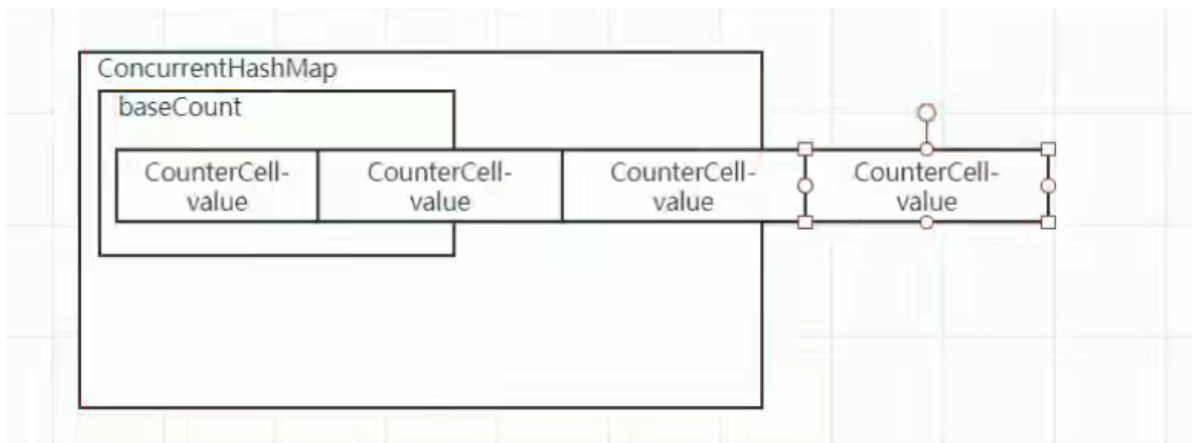 ConcurrentHashMap
baseCount
CounterCell-
value
CounterCell-
value
CounterCell-
value
CounterCell-
value